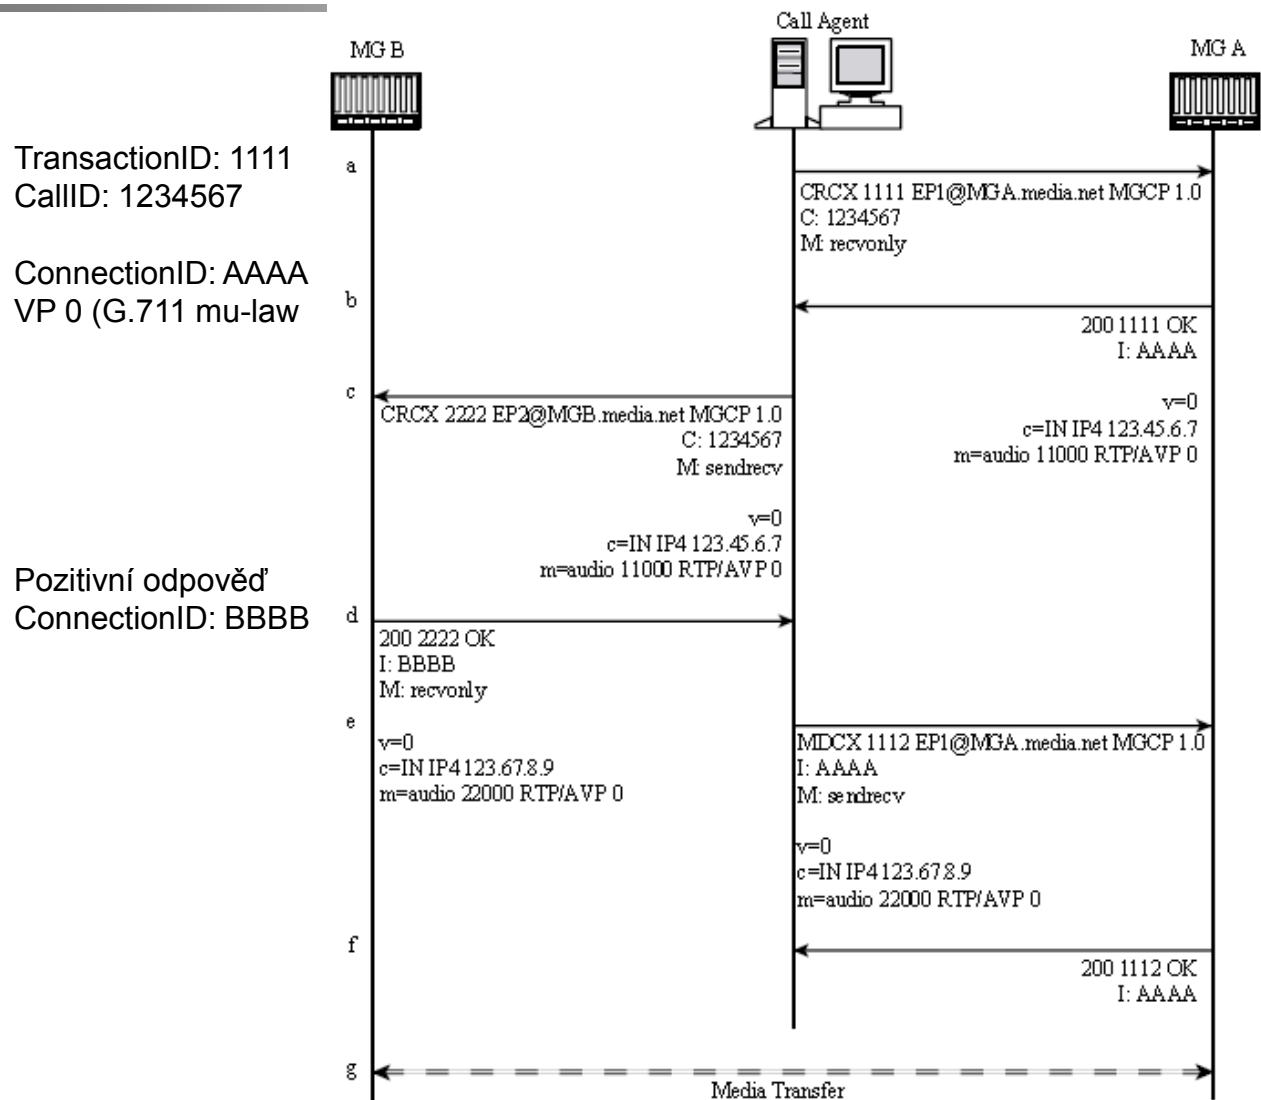 Call Agent
MG B
MG A
TransactionID: 1111
CallID: 1234567
ConnectionID: AAAA
VP 0 (G.711 mu-law
a
CRCX 1111 EP1@MGA.media.net MGCP 1.0
C: 1234567
M: recvonly
b
200 1111 OK
I: AAAA
v=0
c=IN IP4 123.45.6.7
m=audio 11000 RTP/AVP 0
c
CRCX 2222 EP2@MGB.media.net MGCP 1.0
C: 1234567
M: sendrecv
v=0
c=IN IP4 123.45.6.7
m=audio 11000 RTP/AVP 0
Pozitivní odpověď
ConnectionID: BBBB
d
200 2222 OK
I: BBBB
M: recvonly
v=0
c=IN IP4 123.67.8.9
m=audio 22000 RTP/AVP 0
e
MDCX 1112 EP1@MGA.media.net MGCP 1.0
I: AAAA
M: sendrecv
v=0
c=IN IP4 123.67.8.9
m=audio 22000 RTP/AVP 0
f
200 1112 OK
I: AAAA
g
Media Transfer